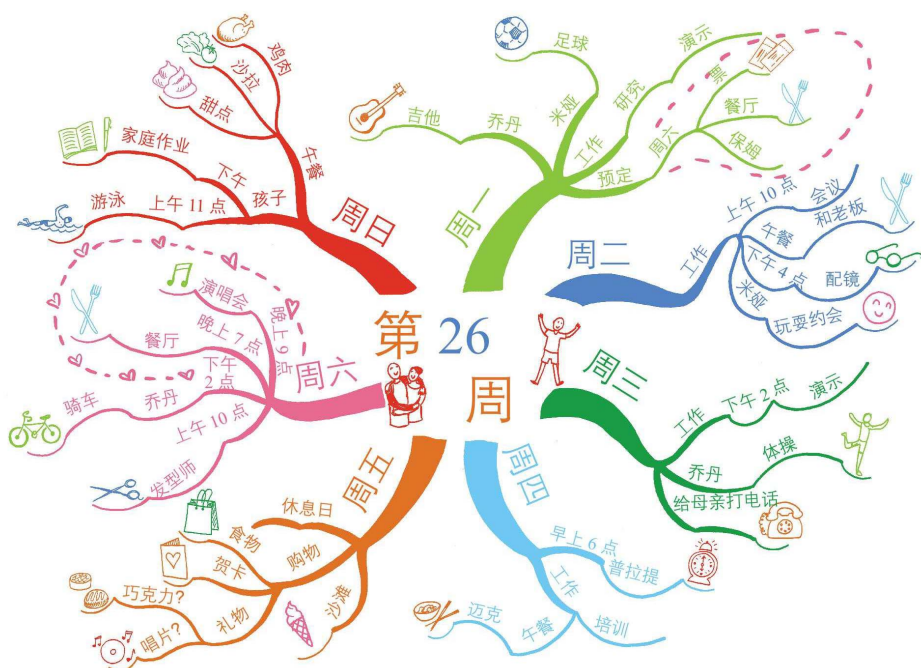 第 26 周
周一
乔丹
吉他
米娅
足球
工作
研究
演示
预定
周六
票
餐厅
保姆
周二
工作
上午 10 点
会议
午餐
和老板
下午 4 点
配镜
米娅
玩耍约会
周三
工作
下午 2 点
演示
乔丹
体操
给母亲打电话
周四
早上 6 点
普拉提
工作
培训
午餐
迈克
周五
休息日
购物
食物
贺卡
礼物
巧克力?
唱片?
沙滩
周六
上午 10 点
发型师
下午 2 点
乔丹
骑车
晚上 7 点
餐厅
晚上 9 点
演唱会
周日
孩子
上午 11 点
游泳
下午
家庭作业
午餐
鸡肉
沙拉
甜点